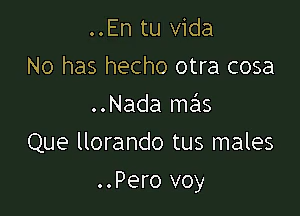 ..En tu vida
No has hecho otra cosa
..Nada más
Que llorando tus males
..Pero voy